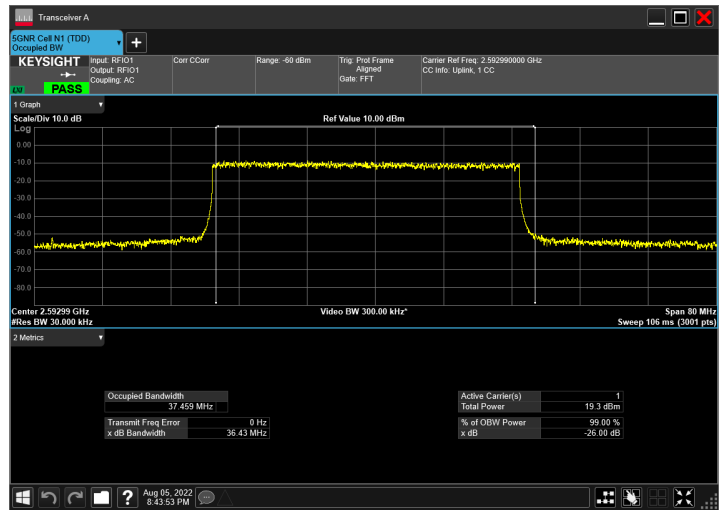 Transceiver A
5GNR Cell N1 (TDD)
Occupied BW
KEYSIGHT
LXI
PASS
Input: RFIO1
Output: RFIO1
Coupling: AC
Corr CCorr
Range: -60 dBm
Trig: Prot Frame
Aligned
Gate: FFT
Carrier Ref Freq: 2.592990000 GHz
CC Info: Uplink, 1 CC
1 Graph
Scale/Div 10.0 dB
Ref Value 10.00 dBm
Log
0.00
-10.0
-20.0
-30.0
-40.0
-50.0
-60.0
-70.0
-80.0
Center 2.59299 GHz
Video BW 300.00 kHz*
Span 80 MHz
#Res BW 30.000 kHz
Sweep 106 ms (3001 pts)
2 Metrics
Occupied Bandwidth
37.459 MHz
Transmit Freq Error 0 Hz
x dB Bandwidth 36.43 MHz
Active Carrier(s) 1
Total Power 19.3 dBm
% of OBW Power 99.00 %
x dB -26.00 dB
Aug 05, 2022
8:43:53 PM